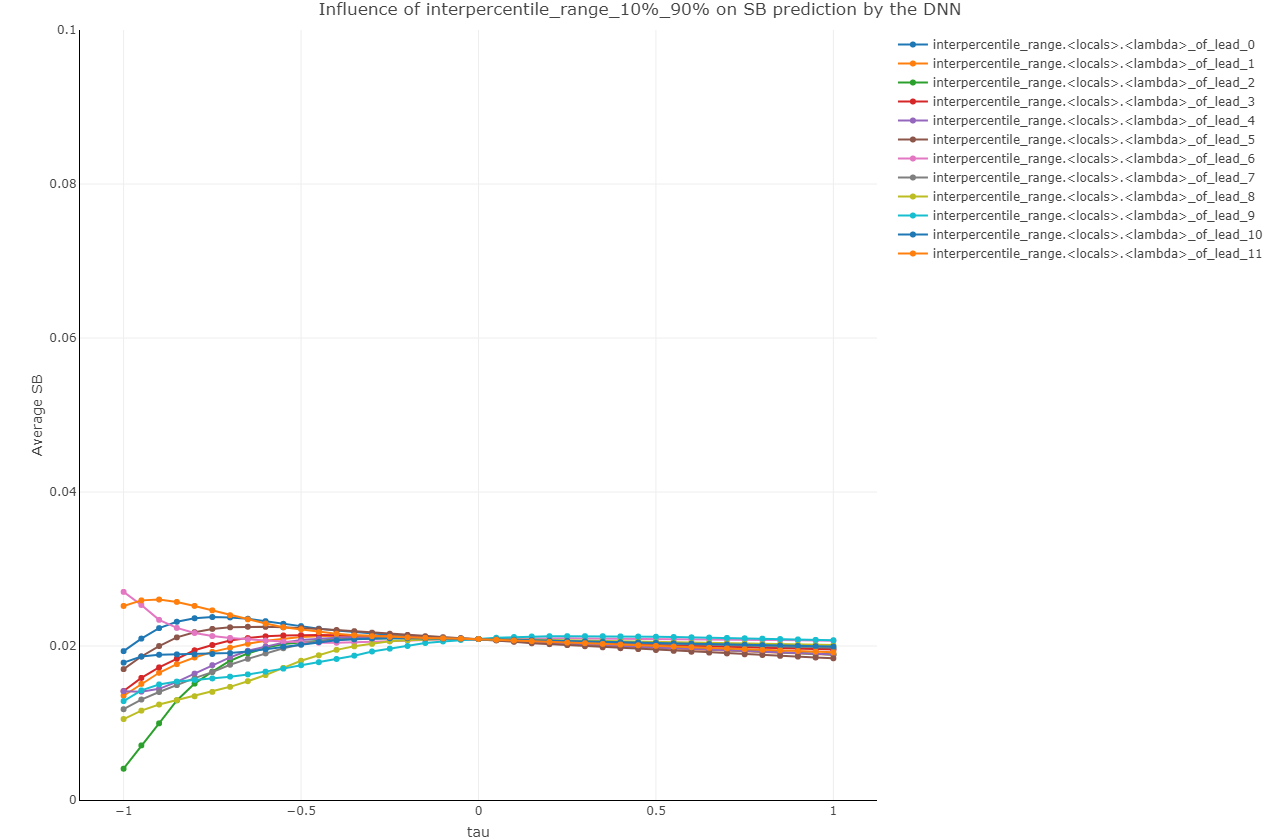 Influence of interpercentile_range_10%_90% on SB prediction by the DNN
0.1
0.08
0.06
0.04
0.02
0
Average SB
−1
−0.5
0
0.5
1
tau
interpercentile_range.<locals>.<lambda>_of_lead_0
interpercentile_range.<locals>.<lambda>_of_lead_1
interpercentile_range.<locals>.<lambda>_of_lead_2
interpercentile_range.<locals>.<lambda>_of_lead_3
interpercentile_range.<locals>.<lambda>_of_lead_4
interpercentile_range.<locals>.<lambda>_of_lead_5
interpercentile_range.<locals>.<lambda>_of_lead_6
interpercentile_range.<locals>.<lambda>_of_lead_7
interpercentile_range.<locals>.<lambda>_of_lead_8
interpercentile_range.<locals>.<lambda>_of_lead_9
interpercentile_range.<locals>.<lambda>_of_lead_10
interpercentile_range.<locals>.<lambda>_of_lead_11